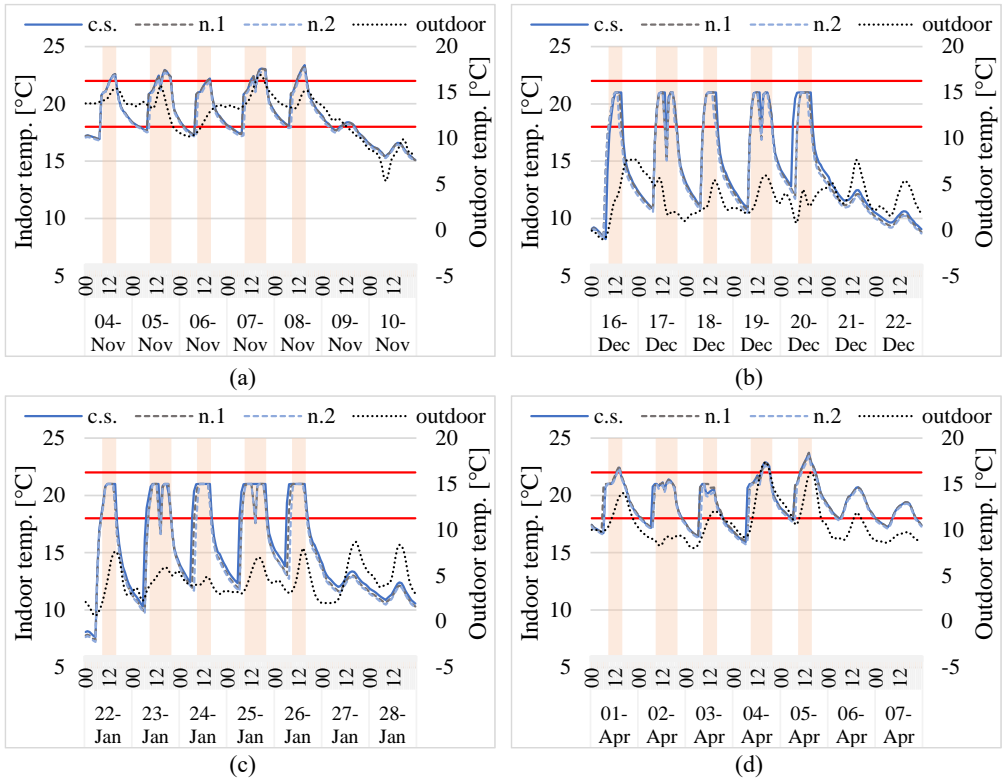 c.s. n.1 n.2 outdoor
25 20
20 15
15 10
10 5
5 0
-5
Indoor temp. [°C]
Outdoor temp. [°C]
00 12 00 12 00 12 00 12 00 12 00 12 00 12
04- 05- 06- 07- 08- 09- 10-
Nov Nov Nov Nov Nov Nov Nov
(a)
c.s. n.1 n.2 outdoor
25 20
20 15
15 10
10 5
5 0
-5
Indoor temp. [°C]
Outdoor temp. [°C]
00 12 00 12 00 12 00 12 00 12 00 12 00 12
16- 17- 18- 19- 20- 21- 22-
Dec Dec Dec Dec Dec Dec Dec
(b)
c.s. n.1 n.2 outdoor
25 20
20 15
15 10
10 5
5 0
-5
Indoor temp. [°C]
Outdoor temp. [°C]
00 12 00 12 00 12 00 12 00 12 00 12 00 12
22- 23- 24- 25- 26- 27- 28-
Jan Jan Jan Jan Jan Jan Jan
(c)
c.s. n.1 n.2 outdoor
25 20
20 15
15 10
10 5
5 0
-5
Indoor temp. [°C]
Outdoor temp. [°C]
00 12 00 12 00 12 00 12 00 12 00 12 00 12
01- 02- 03- 04- 05- 06- 07-
Apr Apr Apr Apr Apr Apr Apr
(d)